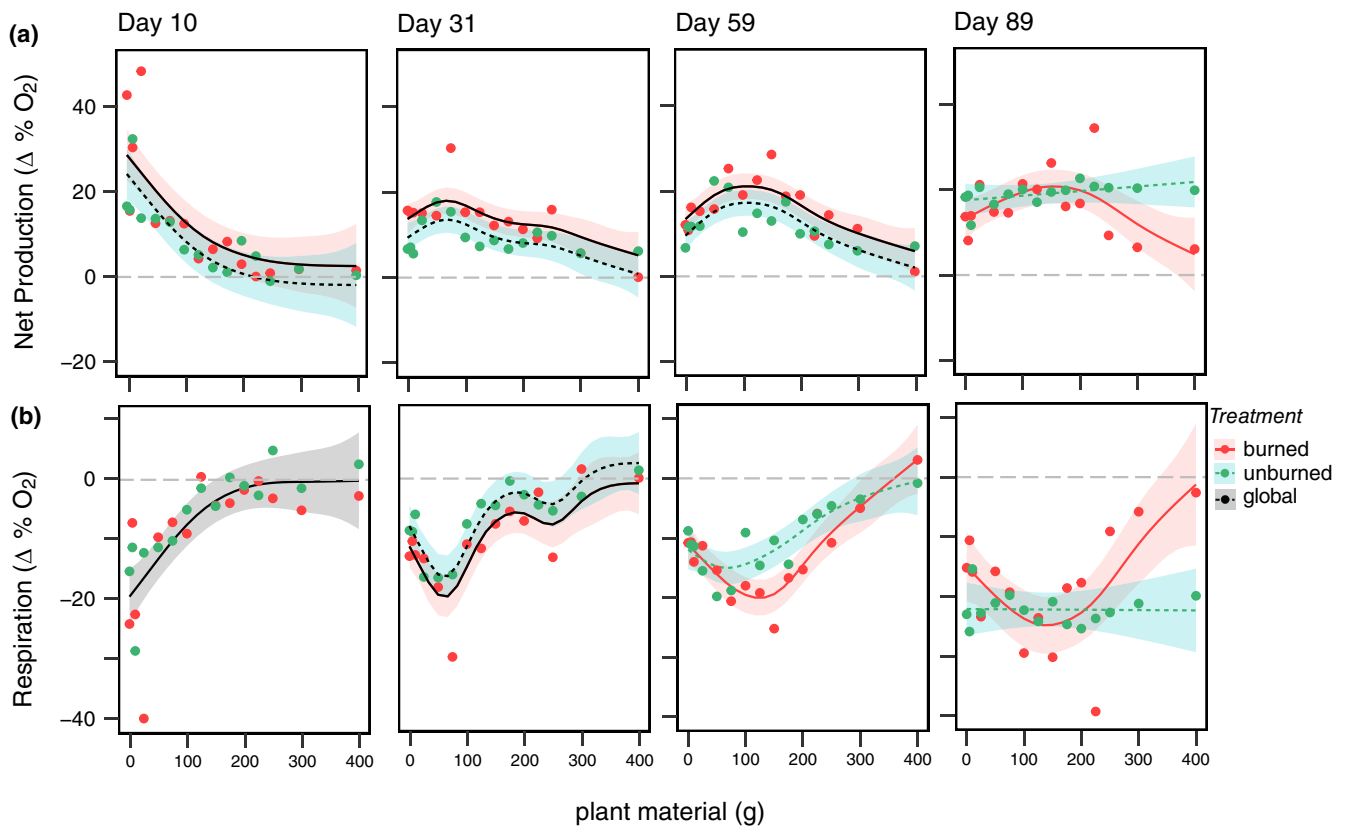 (a)
Day 10 Day 31 Day 59 Day 89
Net Production (Δ % O₂)
40
20
0
−20
(b)
Respiration (Δ % O₂)
0
−20
−40
Treatment
burned
unburned
global
0 100 200 300 400 0 100 200 300 400 0 100 200 300 400 0 100 200 300 400
plant material (g)